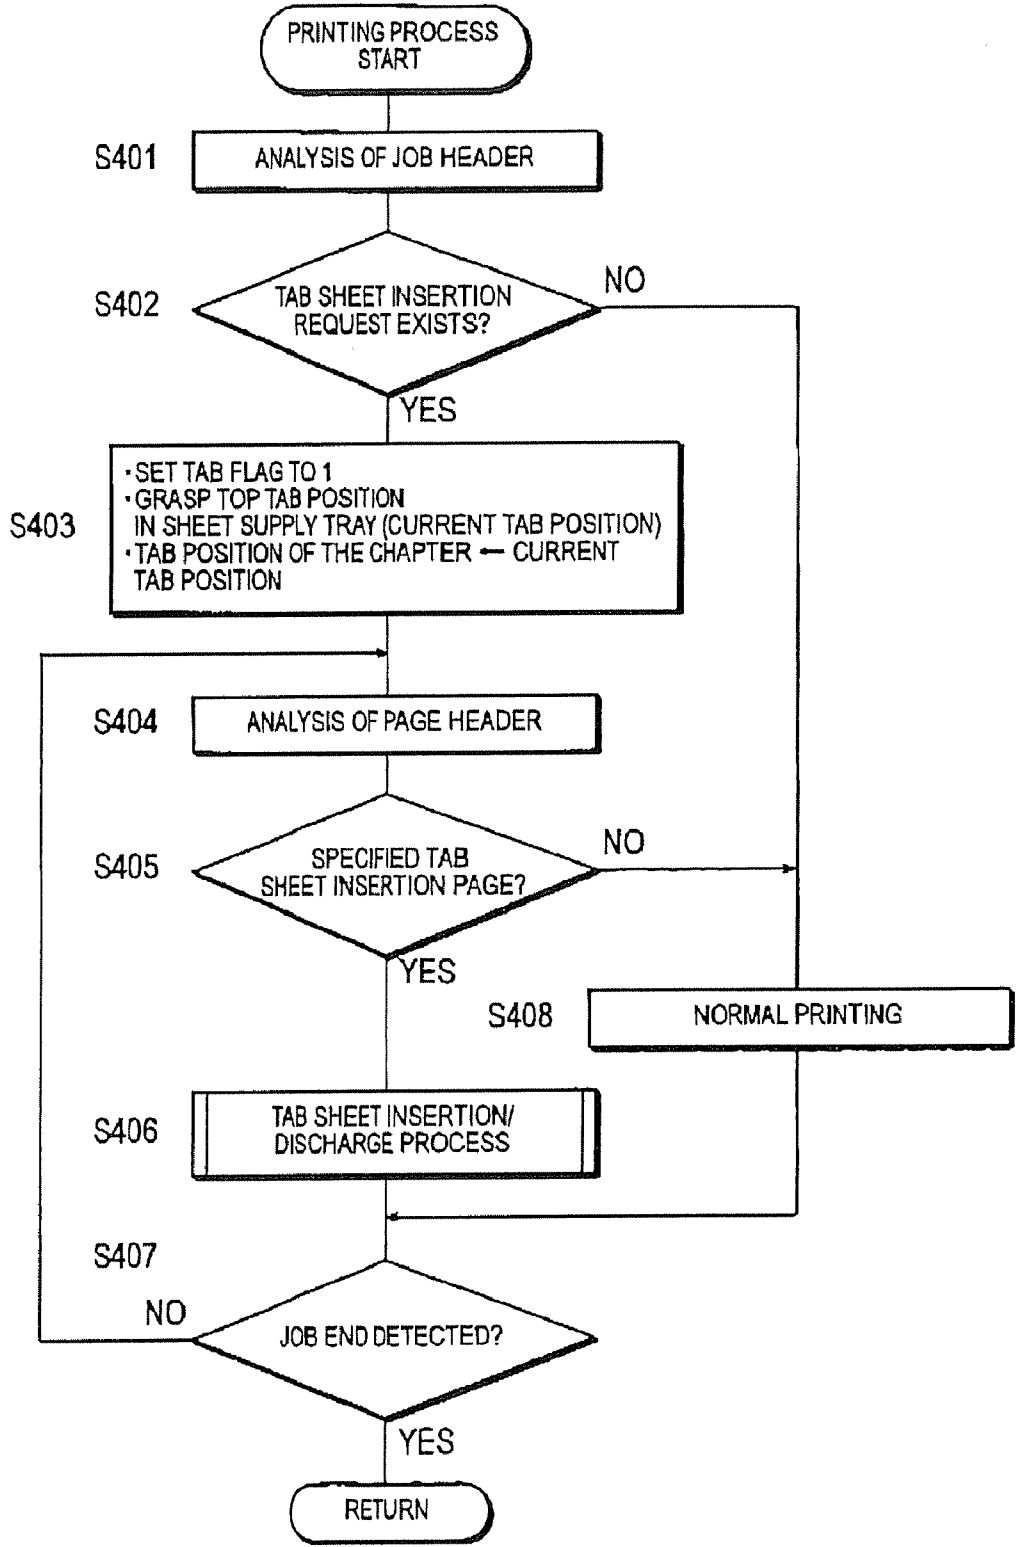 PRINTING PROCESS
START
S401
ANALYSIS OF JOB HEADER
S402
TAB SHEET INSERTION
REQUEST EXISTS?
NO
YES
S403
·SET TAB FLAG TO 1
·GRASP TOP TAB POSITION
IN SHEET SUPPLY TRAY (CURRENT TAB POSITION)
·TAB POSITION OF THE CHAPTER ← CURRENT
TAB POSITION
S404
ANALYSIS OF PAGE HEADER
S405
SPECIFIED TAB
SHEET INSERTION PAGE?
NO
YES
S408
NORMAL PRINTING
S406
TAB SHEET INSERTION/
DISCHARGE PROCESS
S407
NO
JOB END DETECTED?
YES
RETURN